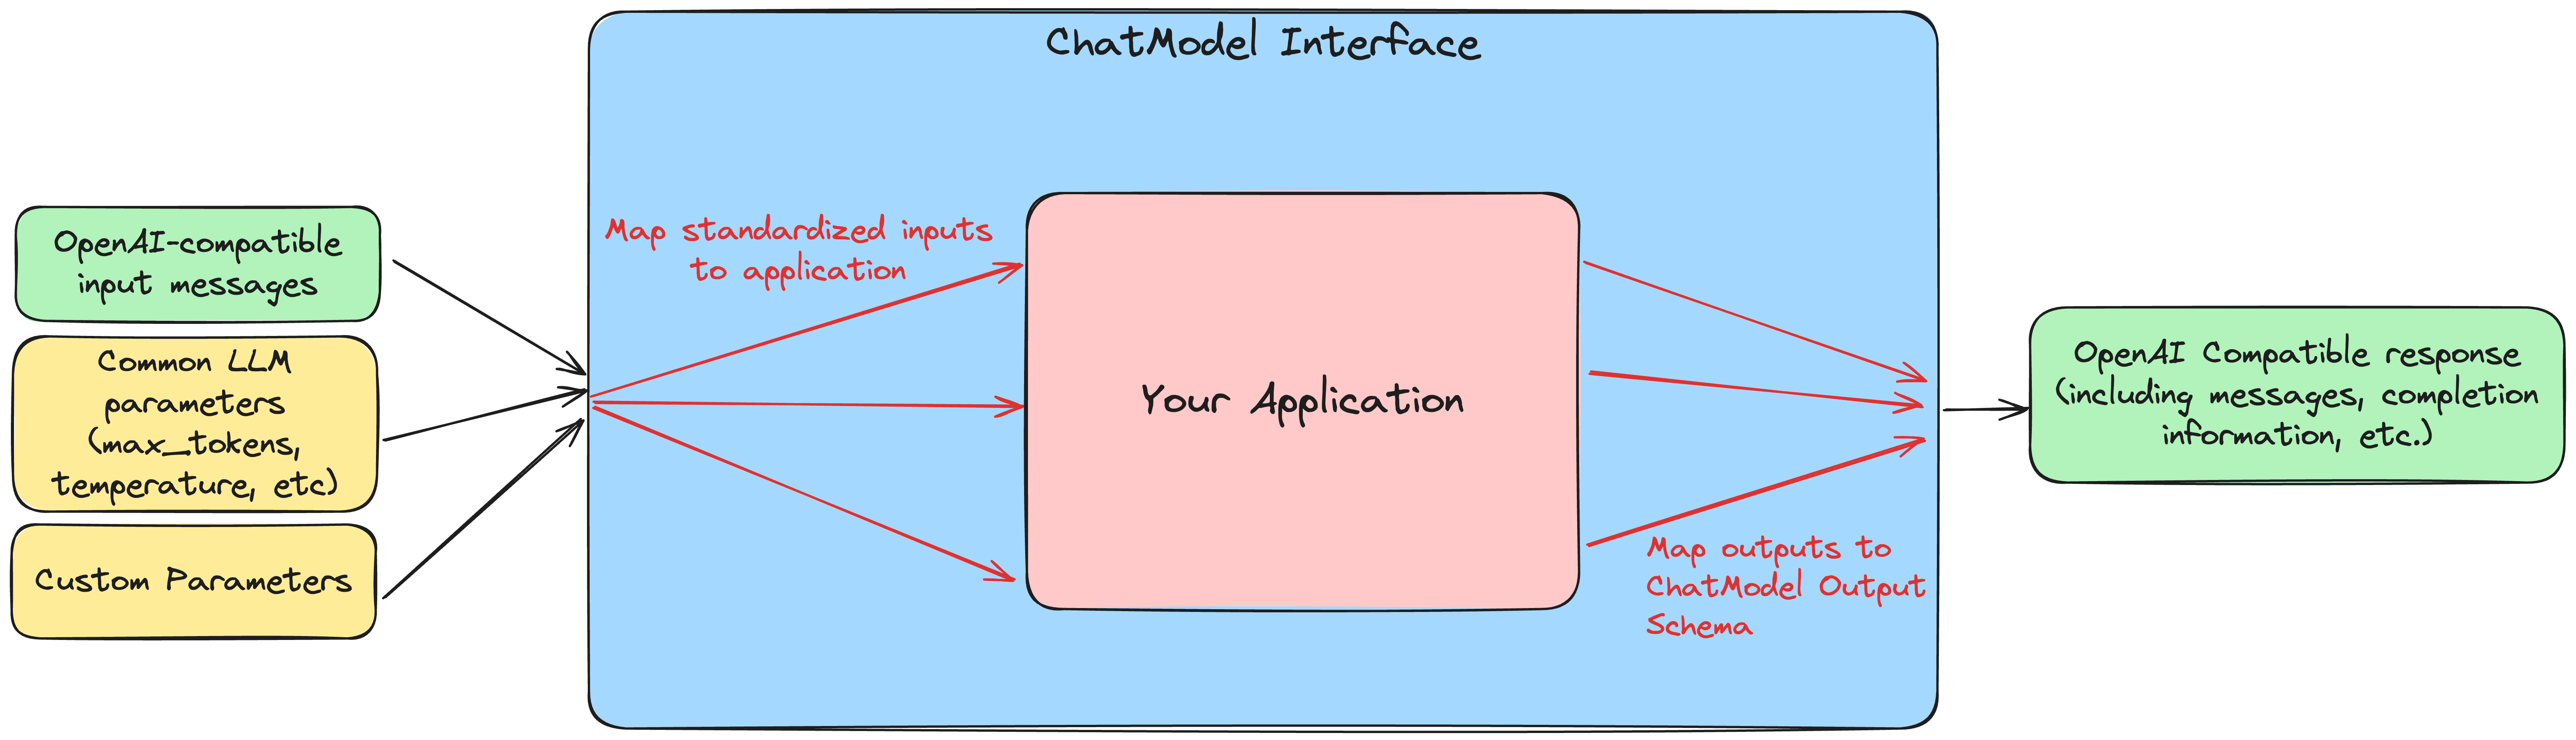 ChatModel Interface
OpenAI-compatible
input messages
Common LLM
parameters
(max_tokens,
temperature, etc)
Custom Parameters
Map standardized inputs
to application
Your Application
Map outputs to
ChatModel Output
Schema
OpenAI Compatible response
(including messages, completion
information, etc.)